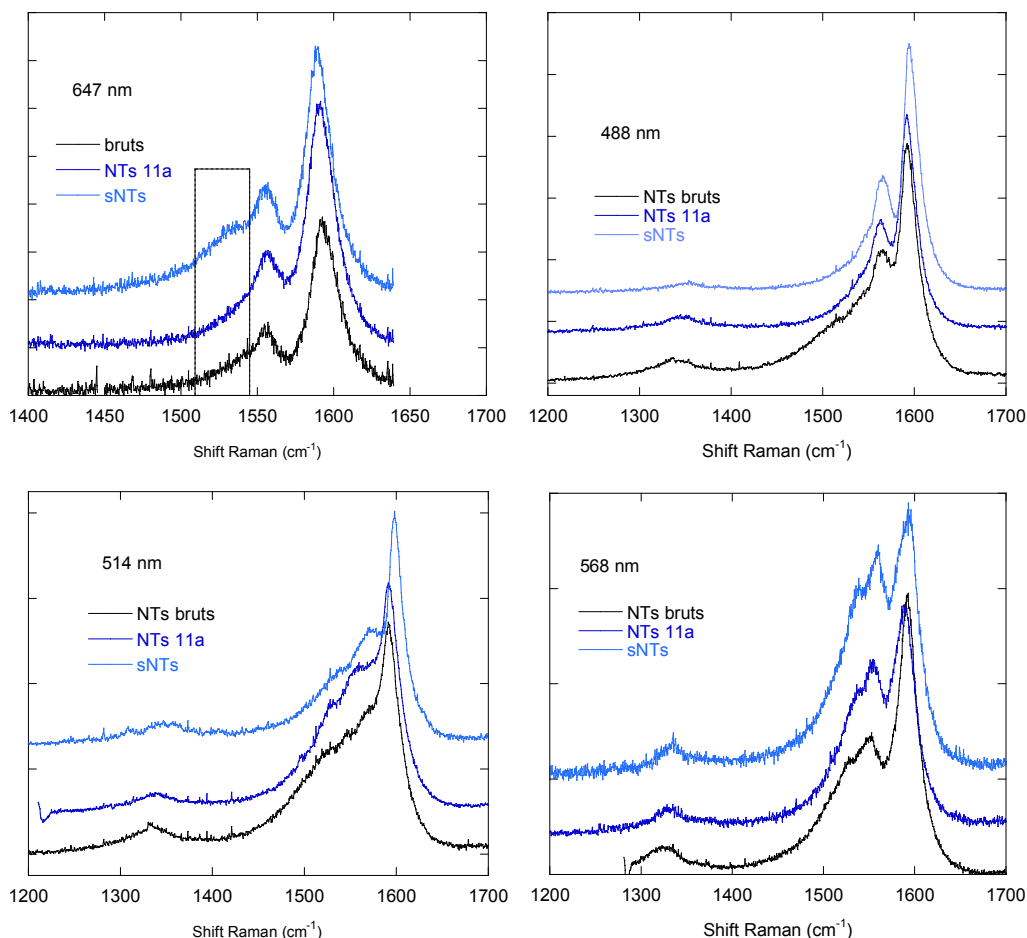 647 nm
bruts
NTs 11a
sNTs
1400 1450 1500 1550 1600 1650 1700
Shift Raman (cm⁻¹)
488 nm
NTs bruts
NTs 11a
sNTs
1200 1300 1400 1500 1600 1700
Shift Raman (cm⁻¹)
514 nm
NTs bruts
NTs 11a
sNTs
1200 1300 1400 1500 1600 1700
Shift Raman (cm⁻¹)
568 nm
NTs bruts
NTs 11a
sNTs
1200 1300 1400 1500 1600 1700
Shift Raman (cm⁻¹)